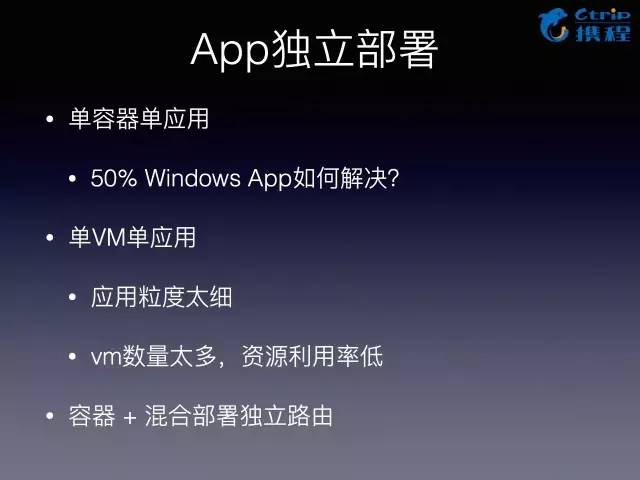 Ctrip
携程
App独立部署
• 单容器单应用
• 50% Windows App如何解决?
• 单VM单应用
• 应用粒度太细
• vm数量太多，资源利用率低
• 容器 + 混合部署独立路由